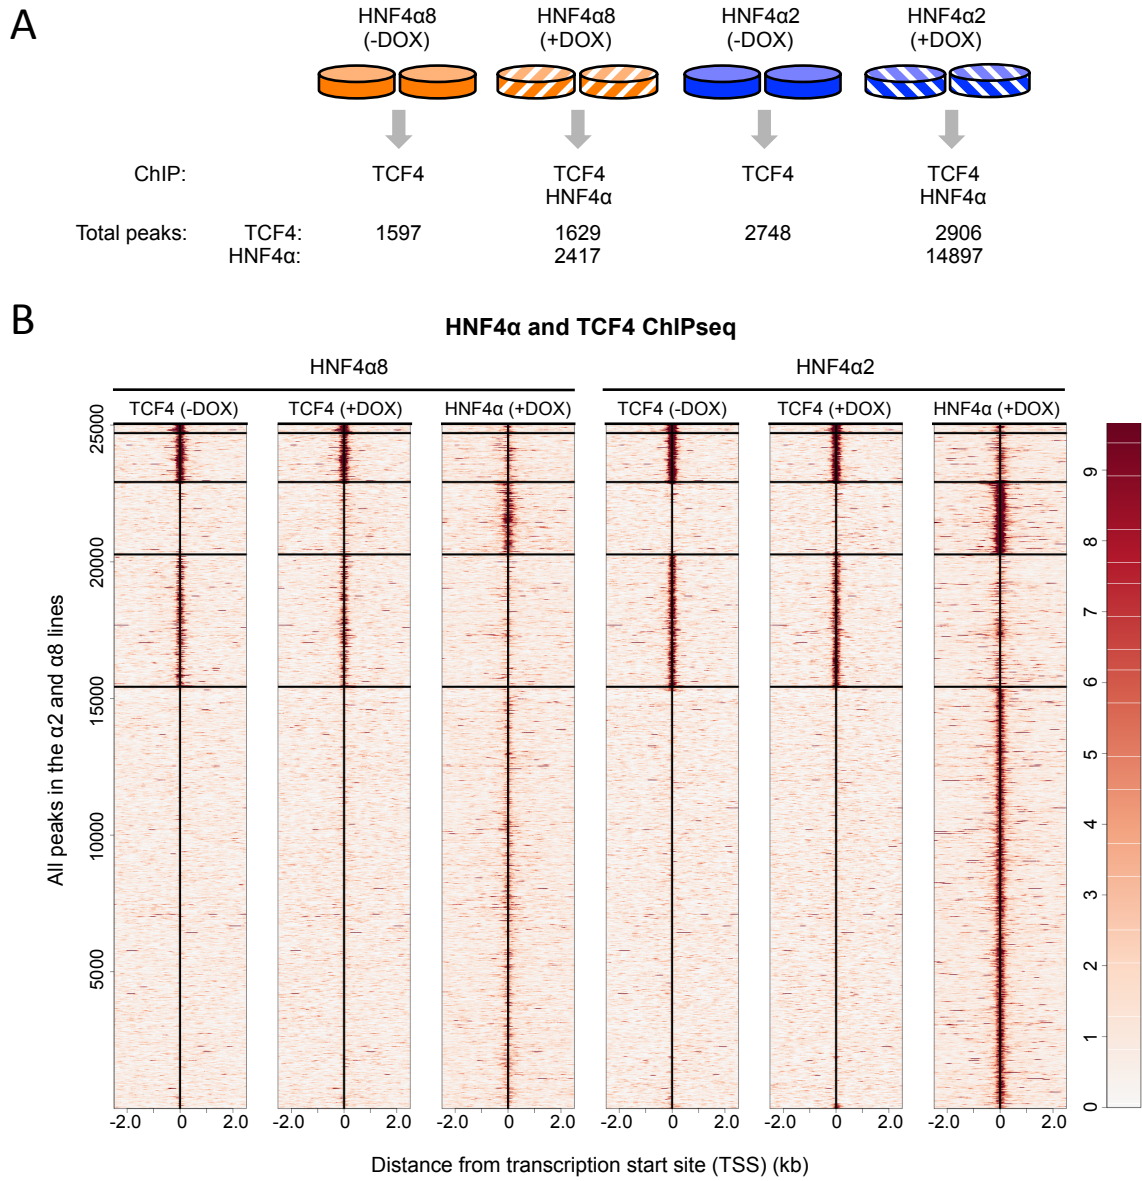 A
HNF4α8 HNF4α8 HNF4α2 HNF4α2
(-DOX) (+DOX) (-DOX) (+DOX)
ChIP: TCF4 TCF4 TCF4 TCF4
HNF4α HNF4α
Total peaks: TCF4: 1597 1629 2748 2906
HNF4α: 2417 14897
B
HNF4α and TCF4 ChIPseq
HNF4α8 HNF4α2
TCF4 (-DOX) TCF4 (+DOX) HNF4α (+DOX) TCF4 (-DOX) TCF4 (+DOX) HNF4α (+DOX)
All peaks in the α2 and α8 lines
25000
20000
15000
10000
5000
9
8
7
6
5
4
3
2
1
0
-2.0 0 2.0 -2.0 0 2.0 -2.0 0 2.0 -2.0 0 2.0 -2.0 0 2.0 -2.0 0 2.0
Distance from transcription start site (TSS) (kb)